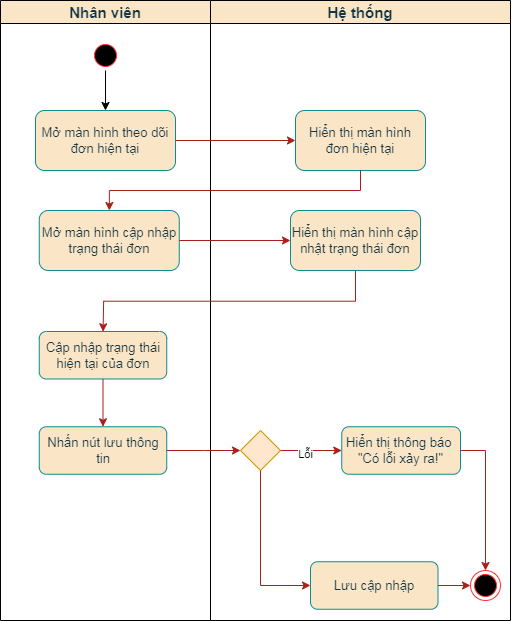 Nhân viên
Hệ thống
Mở màn hình theo dõi
đơn hiện tại
Hiển thị màn hình
đơn hiện tại
Mở màn hình cập nhập
trạng thái đơn
Hiển thị màn hình cập
nhật trạng thái đơn
Cập nhập trạng thái
hiện tại của đơn
Nhấn nút lưu thông
tin
Lỗi
Hiển thị thông báo
"Có lỗi xảy ra!"
Lưu cập nhập